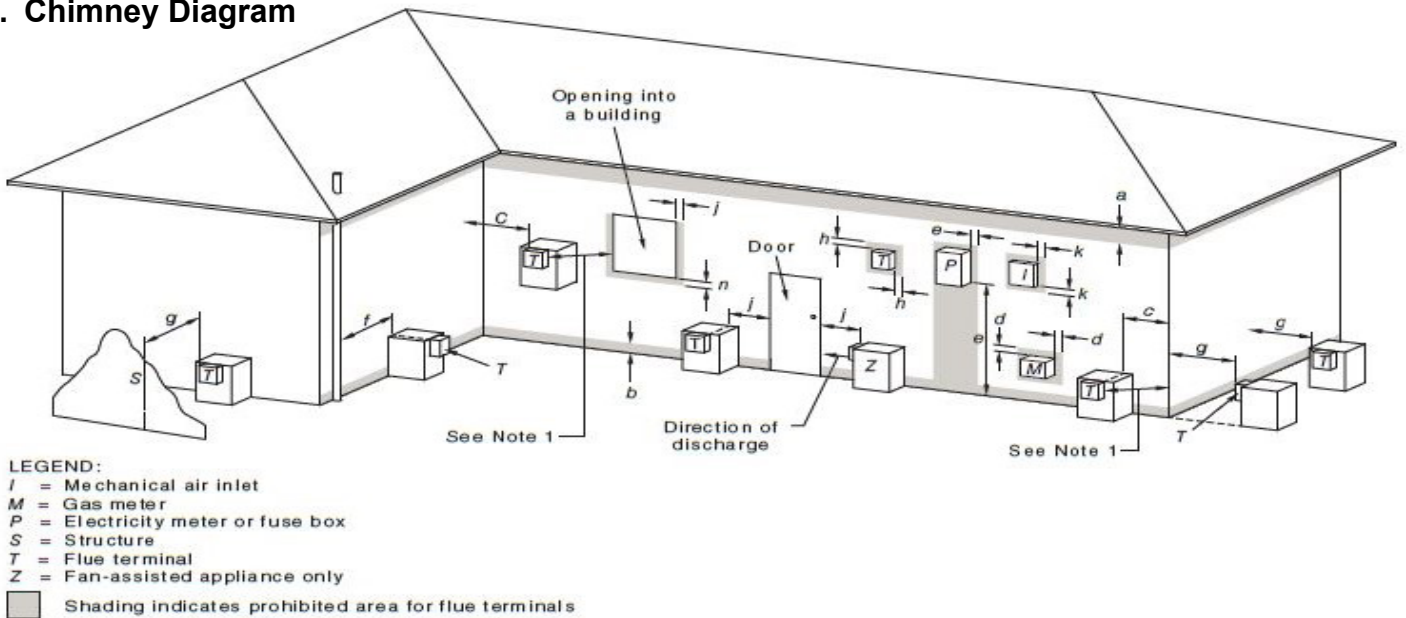 . Chimney Diagram
Opening into
a building
a
j
C
h
T
e
P
k
I
Door
T
n
h
k
g
f
j
j
d
e
c
g
d
g
T
S
T
T
b
Z
M
T
T
See Note 1
Direction of
discharge
T
See Note 1
LEGEND:
I = Mechanical air inlet
M = Gas meter
P = Electricity meter or fuse box
S = Structure
T = Flue terminal
Z = Fan-assisted appliance only
Shading indicates prohibited area for flue terminals